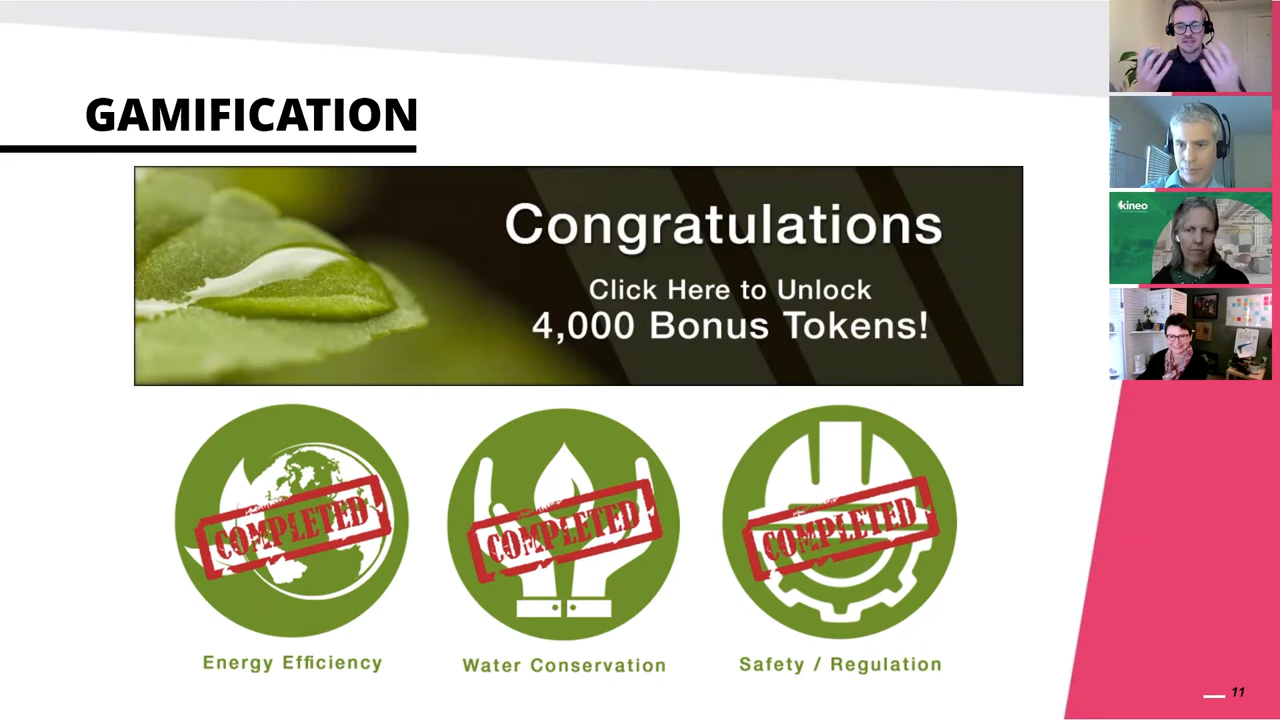 GAMIFICATION
Congratulations
Click Here to Unlock
4,000 Bonus Tokens!
COMPLETED
COMPLETED
COMPLETED
Energy Efficiency
Water Conservation
Safety / Regulation
kineo
11